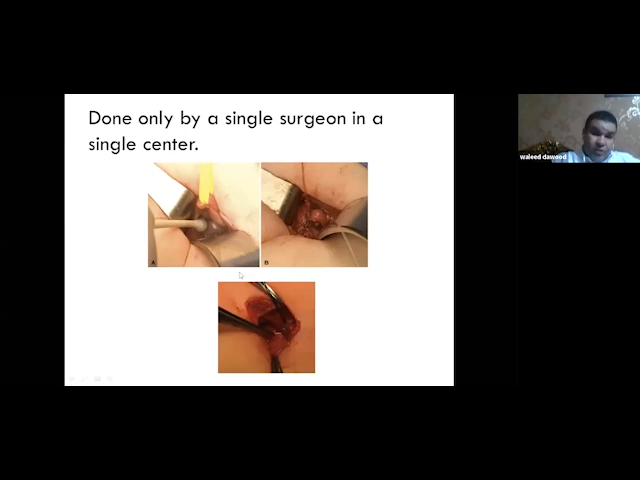 Done only by a single surgeon in a
single center.
A
B
waleed dawood